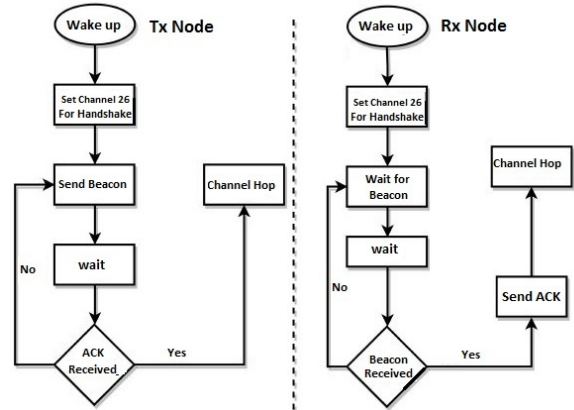 Wake up
Tx Node
Set Channel 26
For Handshake
Send Beacon
Channel Hop
wait
No
ACK
Received
Yes
Wake up
Rx Node
Set Channel 26
For Handshake
Wait for
Beacon
Channel Hop
wait
No
Send ACK
Beacon
Received
Yes